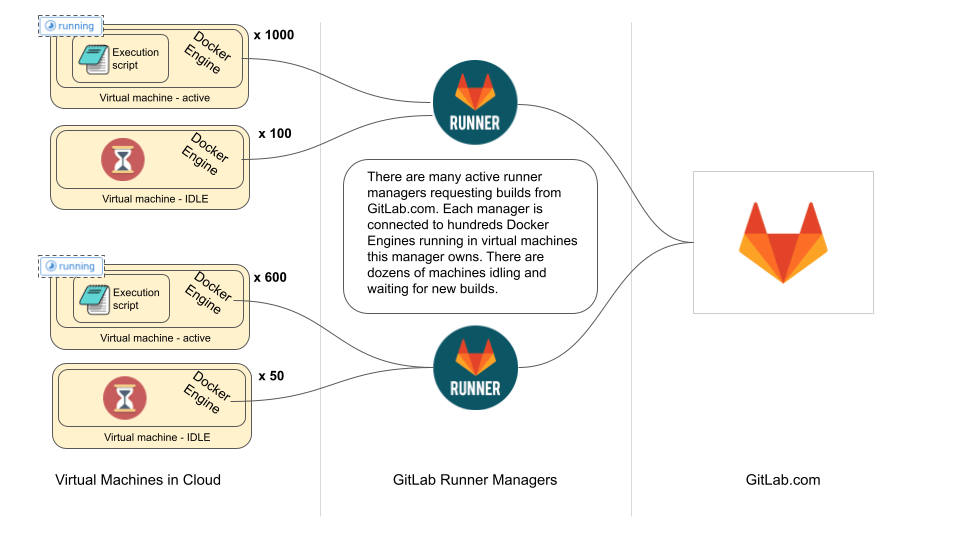 running
x 1000
Execution
script
Docker
Engine
Virtual machine - active
x 100
Docker
Engine
Virtual machine - IDLE
running
x 600
Execution
script
Docker
Engine
Virtual machine - active
x 50
Docker
Engine
Virtual machine - IDLE
Virtual Machines in Cloud
RUNNER
There are many active runner
managers requesting builds from
GitLab.com. Each manager is
connected to hundreds Docker
Engines running in virtual machines
this manager owns. There are
dozens of machines idling and
waiting for new builds.
RUNNER
GitLab Runner Managers
GitLab.com